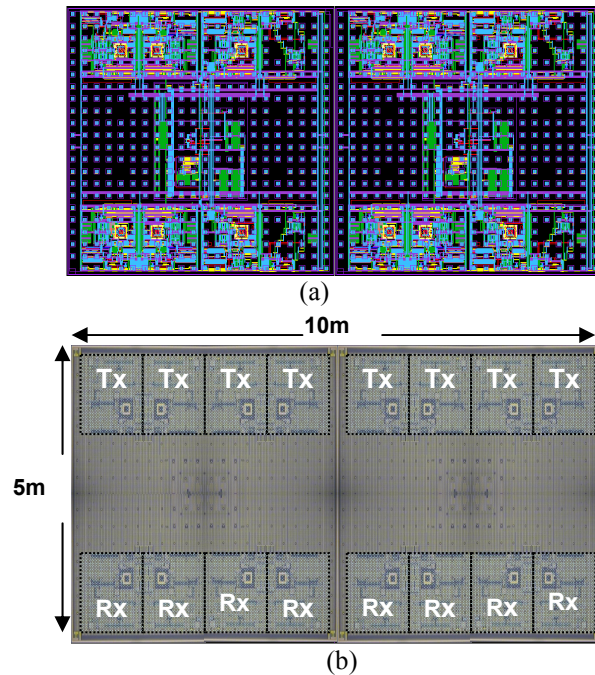 (a)
10m
Tx Tx Tx Tx Tx Tx Tx Tx
5m
Rx Rx Rx Rx Rx Rx Rx Rx
(b)